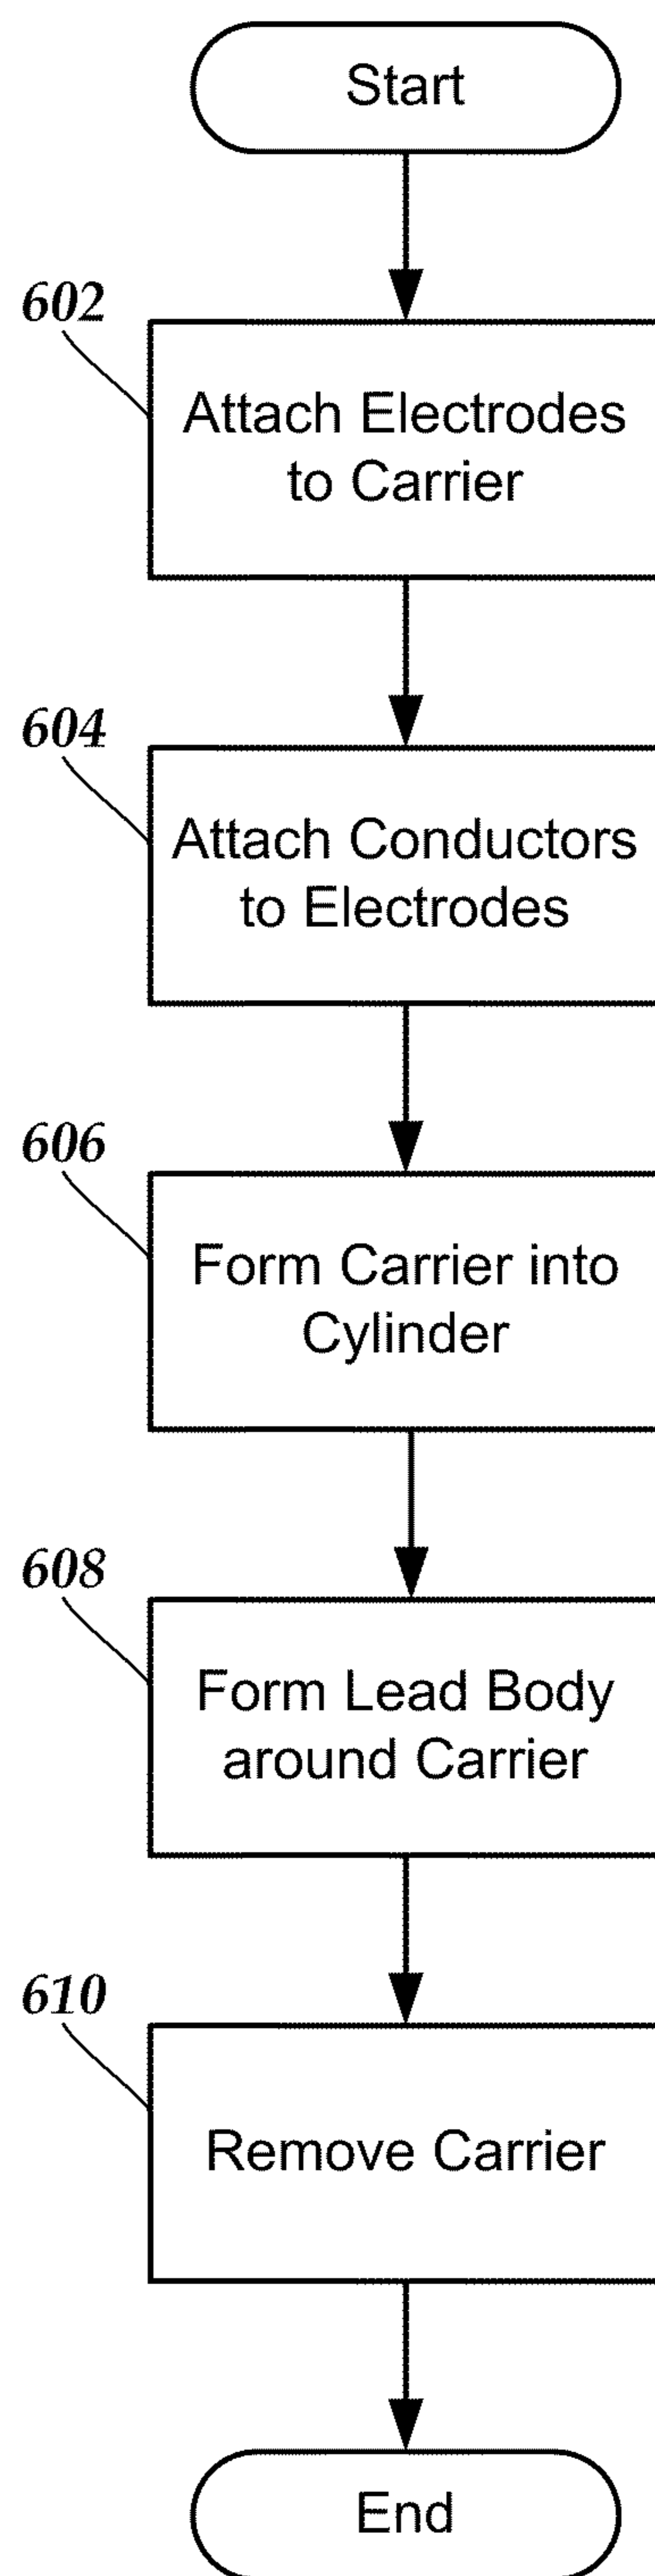 Start
602
Attach Electrodes
to Carrier
604
Attach Conductors
to Electrodes
606
Form Carrier into
Cylinder
608
Form Lead Body
around Carrier
610
Remove Carrier
End